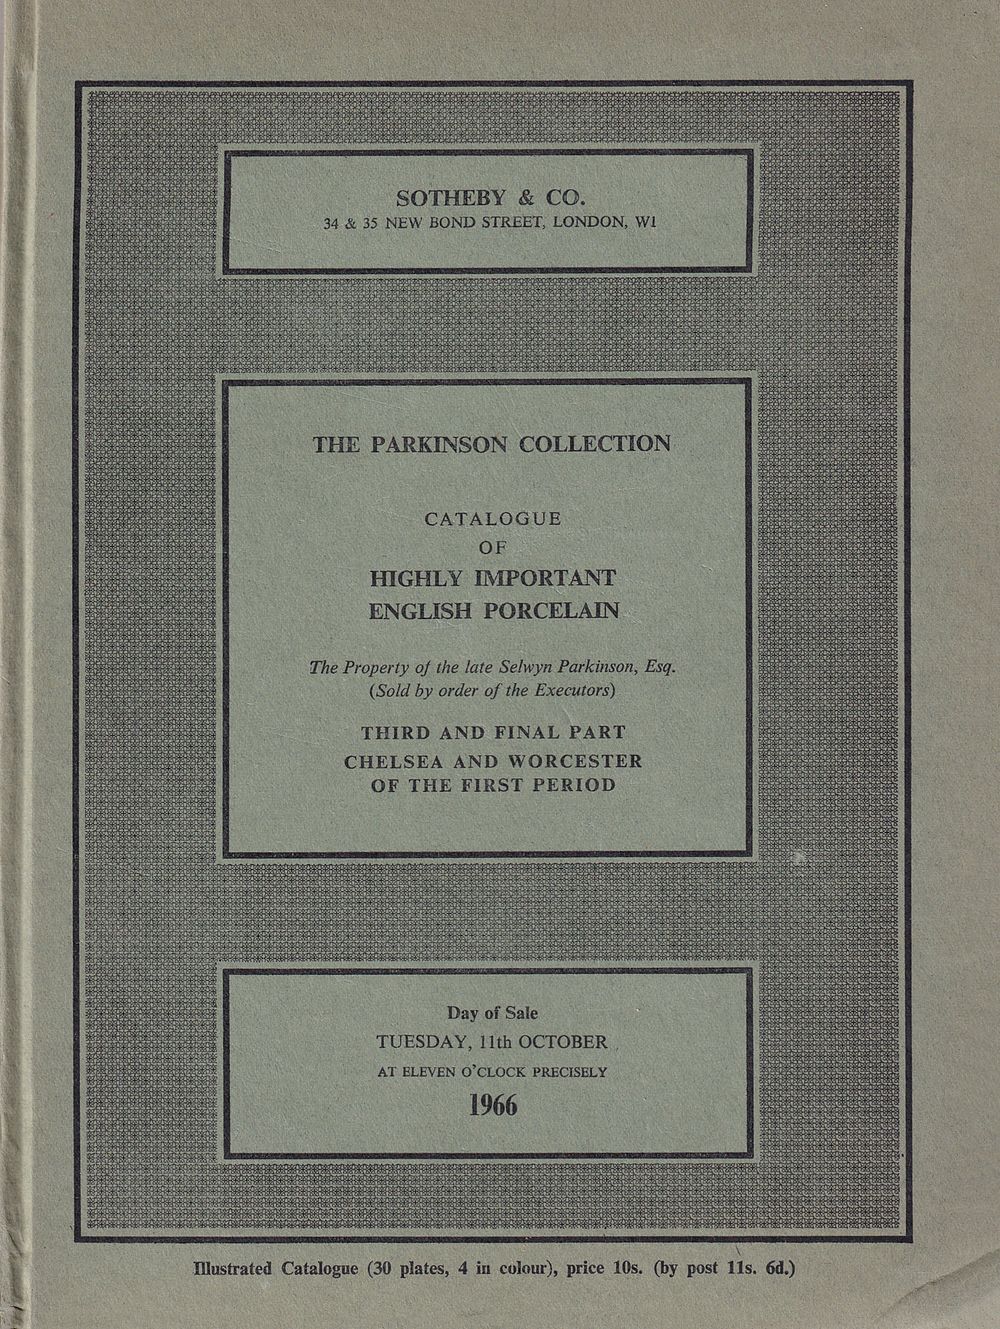 SOTHEBY & CO.
34 & 35 NEW BOND STREET, LONDON, W1
THE PARKINSON COLLECTION
CATALOGUE
OF
HIGHLY IMPORTANT
ENGLISH PORCELAIN
The Property of the late Selwyn Parkinson, Esq.
(Sold by order of the Executors)
THIRD AND FINAL PART
CHELSEA AND WORCESTER
OF THE FIRST PERIOD
Day of Sale
TUESDAY, 11th OCTOBER
AT ELEVEN O'CLOCK PRECISELY
1966
Illustrated Catalogue (30 plates, 4 in colour), price 10s. (by post 11s. 6d.)